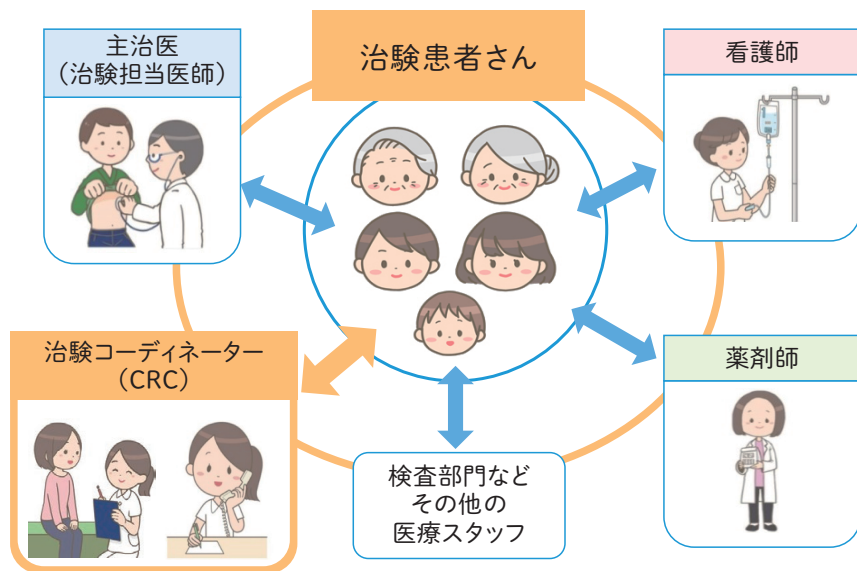 主治医
（治験担当医師）
治験患者さん
看護師
治験コーディネーター
（CRC）
薬剤師
検査部門など
その他の
医療スタッフ